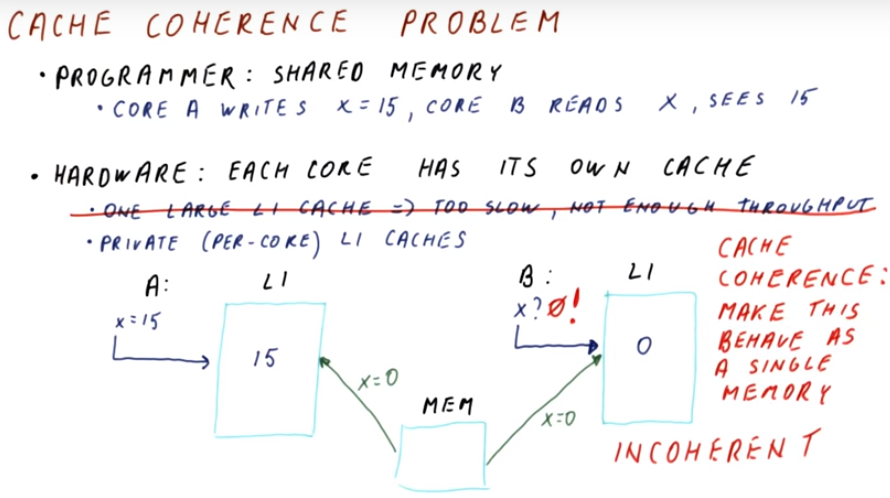 CACHE COHERENCE PROBLEM
• PROGRAMMER: SHARED MEMORY
• CORE A WRITES X=15, CORE B READS X, SEES 15
• HARDWARE: EACH CORE HAS ITS OWN CACHE
• ONE LARGE L1 CACHE => TOO SLOW, NOT ENOUGH THROUGHPUT
• PRIVATE (PER-CORE) L1 CACHES
A:
L1
X=15
15
X=0
MEM
X=0
B:
L1
X? 0!
0
CACHE
COHERENCE:
MAKE THIS
BEHAVE AS
A SINGLE
MEMORY
INCOHERENT